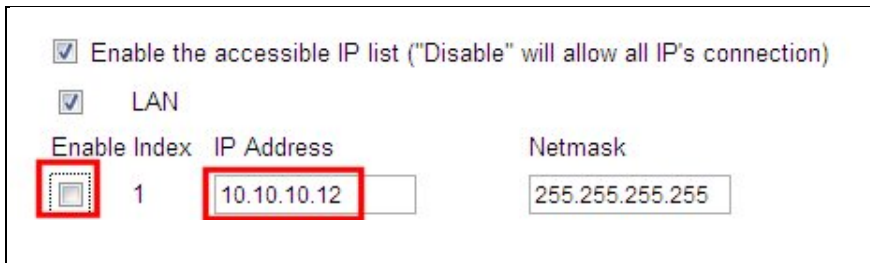 Enable the accessible IP list ("Disable" will allow all IP's connection)
LAN
Enable Index IP Address Netmask
1 10.10.10.12 255.255.255.255